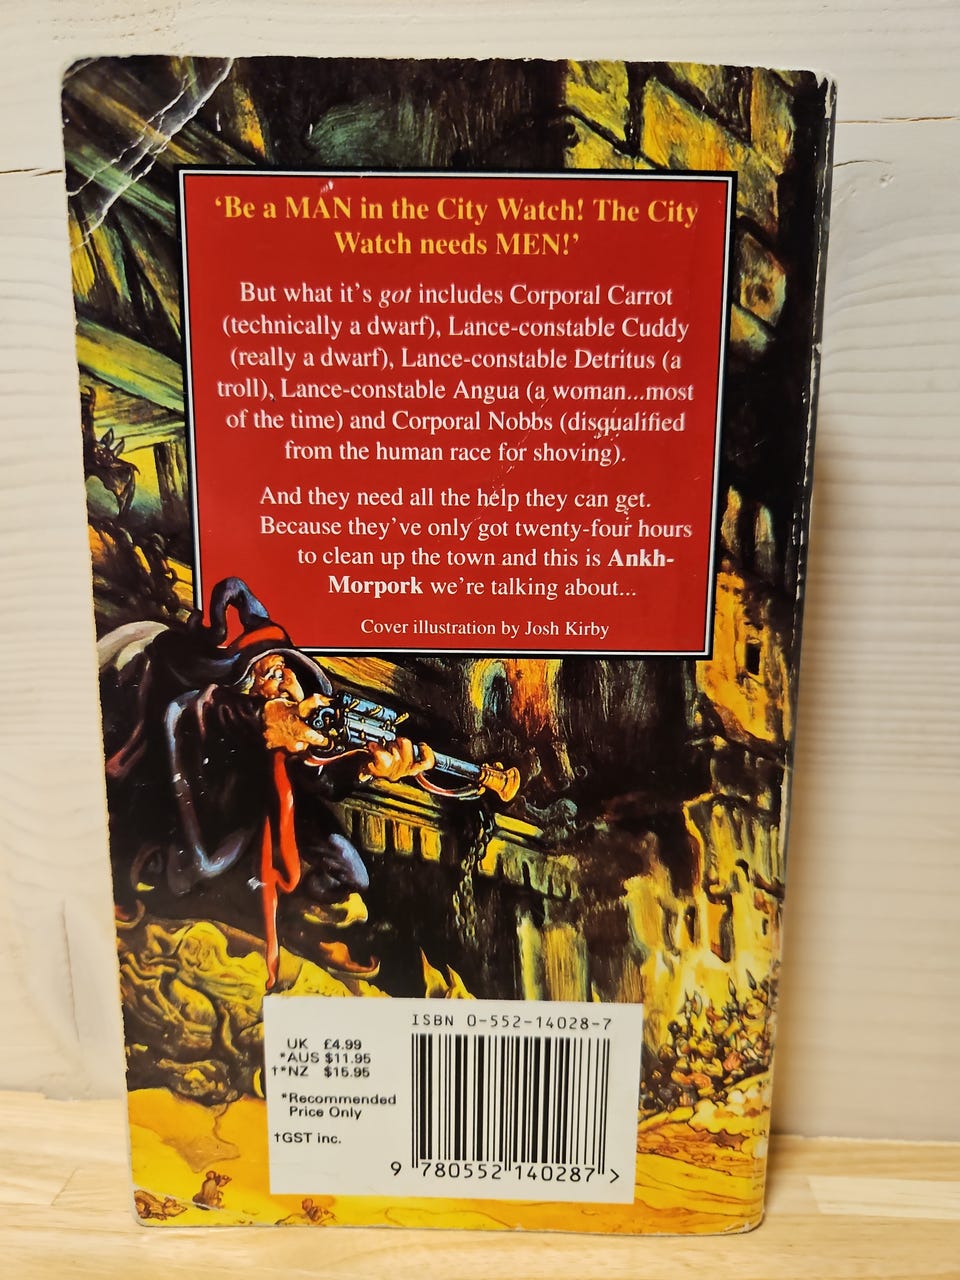 ‘Be a MAN in the City Watch! The City
Watch needs MEN!’
But what it’s got includes Corporal Carrot
(technically a dwarf), Lance-constable Cuddy
(really a dwarf), Lance-constable Detritus (a
troll), Lance-constable Angua (a woman...most
of the time) and Corporal Nobbs (disqualified
from the human race for shoving).
And they need all the help they can get.
Because they’ve only got twenty-four hours
to clean up the town and this is Ankh-
Morpork we’re talking about...
Cover illustration by Josh Kirby
ISBN 0-552-14028-7
UK £4.99
*AUS $11.95
†*NZ $15.95
*Recommended
Price Only
†GST inc.
9 780552 140287 >